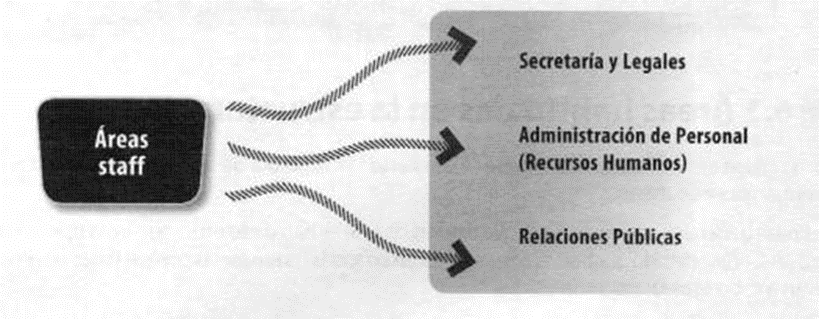 Áreas
staff
Secretaría y Legales
Administración de Personal
(Recursos Humanos)
Relaciones Públicas